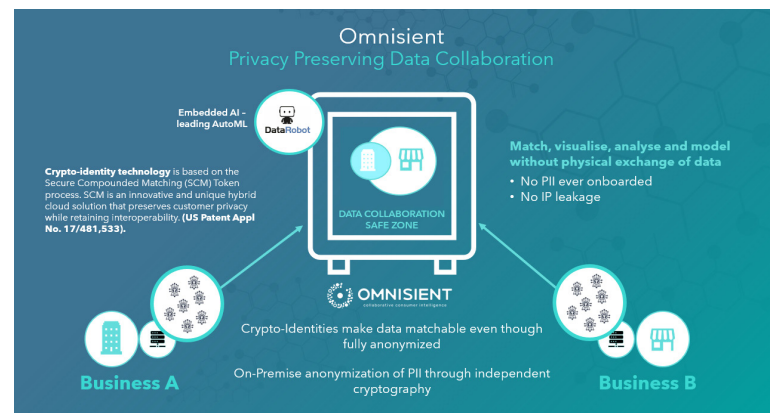 Omnisient
Privacy Preserving Data Collaboration
Embedded AI –
leading AutoML
DataRobot
Crypto-identity technology is based on the
Secure Compounded Matching (SCM) Token
process. SCM is an innovative and unique hybrid
cloud solution that preserves customer privacy
while retaining interoperability. (US Patent Appl
No. 17/481,533).
DATA COLLABORATION
SAFE ZONE
Match, visualise, analyse and model
without physical exchange of data
• No PII ever onboarded
• No IP leakage
OMNISIENT
collaborative consumer intelligence
Crypto-Identities make data matchable even though
fully anonymized
On-Premise anonymization of PII through independent
cryptography
Business A
Business B